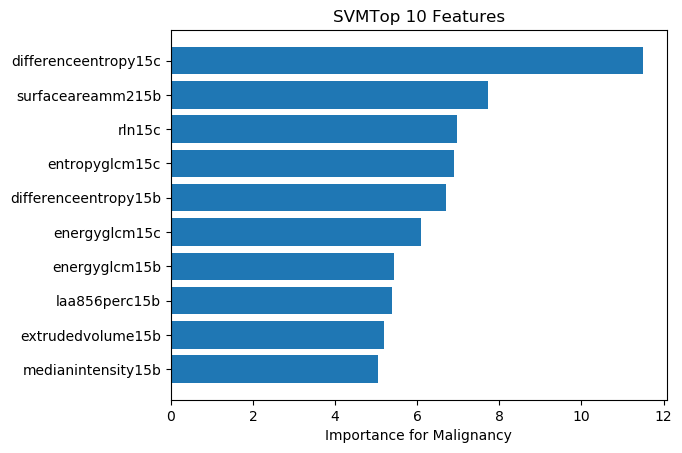 SVMTop 10 Features
differenceentropy15c
surfaceareamm215b
rln15c
entropyglcm15c
differenceentropy15b
energyglcm15c
energyglcm15b
laa856perc15b
extrudedvolume15b
medianintensity15b
0 2 4 6 8 10 12
Importance for Malignancy